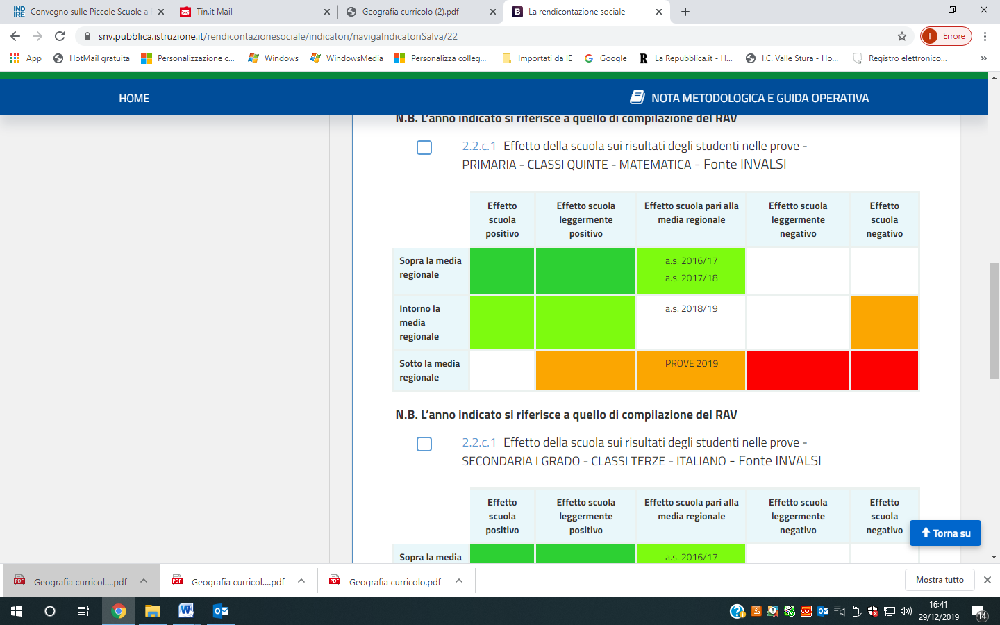 Convegno sulle Piccole Scuole a
Tin.it Mail
Geografia curricolo (2).pdf
La rendicontazione sociale
snv.pubblica.istruzione.it/rendicontazionesociale/indicatori/navigaIndicatoriSalva/22
I Errore
App
HotMail gratuita
Personalizzazione c...
Windows
WindowsMedia
Personalizza colleg...
Importati da IE
Google
La Repubblica.it - H...
I.C. Valle Stura - Ho...
Registro elettronico...
»
HOME
NOTA METODOLOGICA E GUIDA OPERATIVA
N.B. L'anno indicato si riferisce a quello di compilazione del RAV
2.2.c.1 Effetto della scuola sui risultati degli studenti nelle prove -
PRIMARIA - CLASSI QUINTE - MATEMATICA - Fonte INVALSI
Effetto
scuola
positivo
Effetto scuola
leggermente
positivo
Effetto scuola pari alla
media regionale
Effetto scuola
leggermente
negativo
Effetto
scuola
negativo
Sopra la media
regionale
a.s. 2016/17
a.s. 2017/18
Intorno la
media
regionale
a.s. 2018/19
Sotto la media
regionale
PROVE 2019
N.B. L'anno indicato si riferisce a quello di compilazione del RAV
2.2.c.1 Effetto della scuola sui risultati degli studenti nelle prove -
SECONDARIA I GRADO - CLASSI TERZE - ITALIANO - Fonte INVALSI
Effetto
scuola
positivo
Effetto scuola
leggermente
positivo
Effetto scuola pari alla
media regionale
Effetto scuola
leggermente
negativo
Effetto
scuola
negativo
Torna su
Sopra la media
a.s. 2016/17
Geografia curricol....pdf
Geografia curricol....pdf
Geografia curricolo.pdf
Mostra tutto
16:41
29/12/2019
14